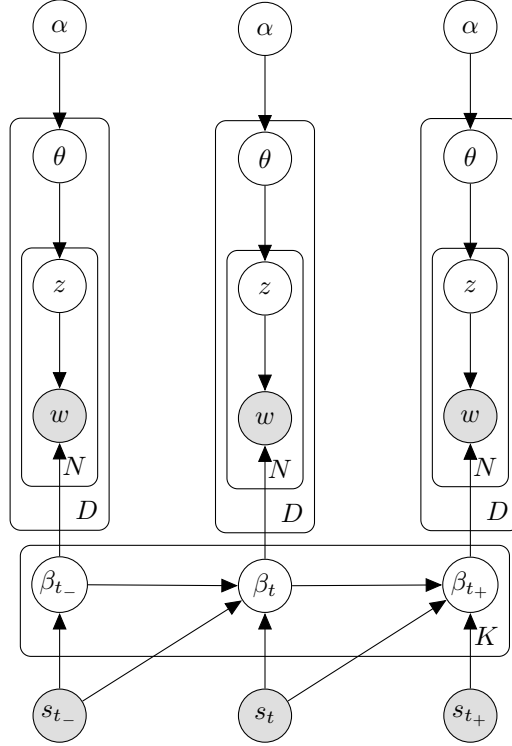 α α α
θ θ θ
z z z
w w w
N N N
D D D
β_{t_-} β_t β_{t_+}
K
s_{t_-} s_t s_{t_+}